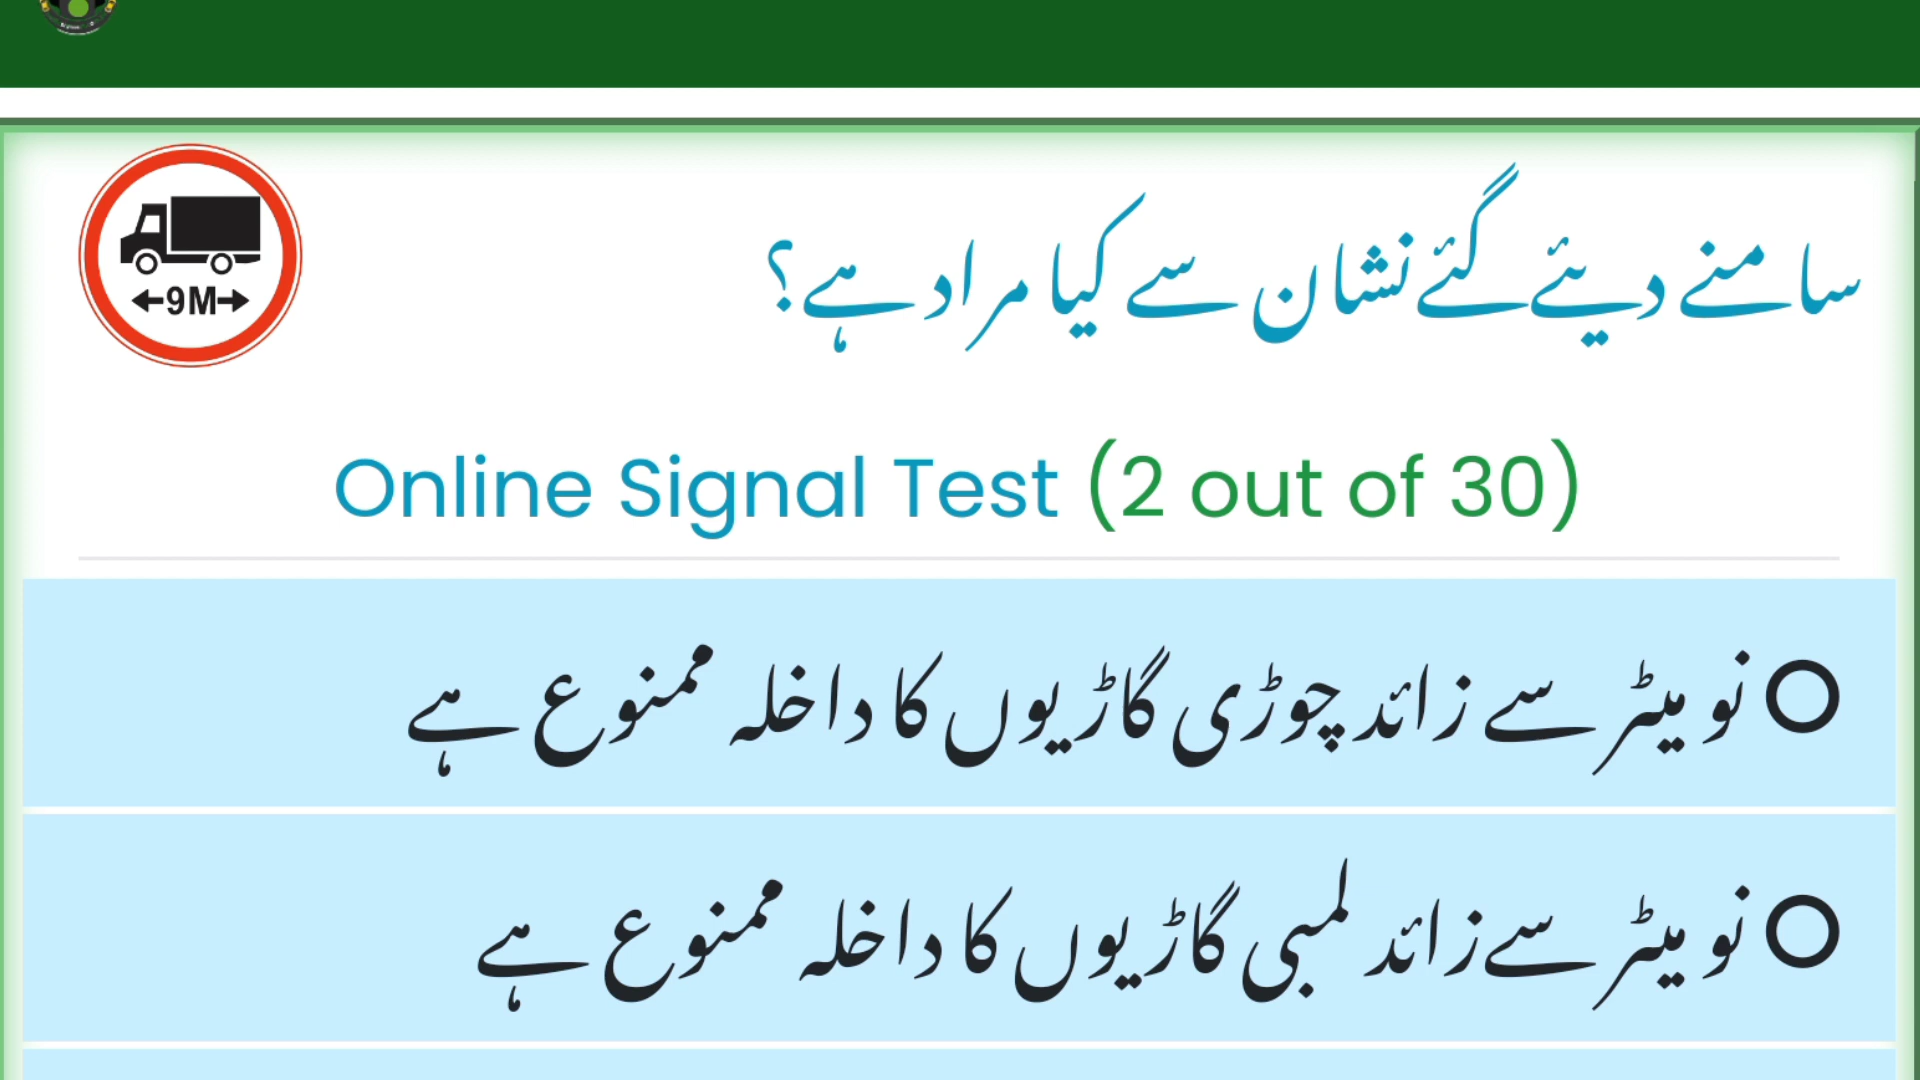 سامنے دیئے گئے نشان سے کیا مراد ہے؟
9M
Online Signal Test (2 out of 30)
نو میٹر سے زائد چوڑی گاڑیوں کا داخلہ ممنوع ہے
نو میٹر سے زائد لمبی گاڑیوں کا داخلہ ممنوع ہے